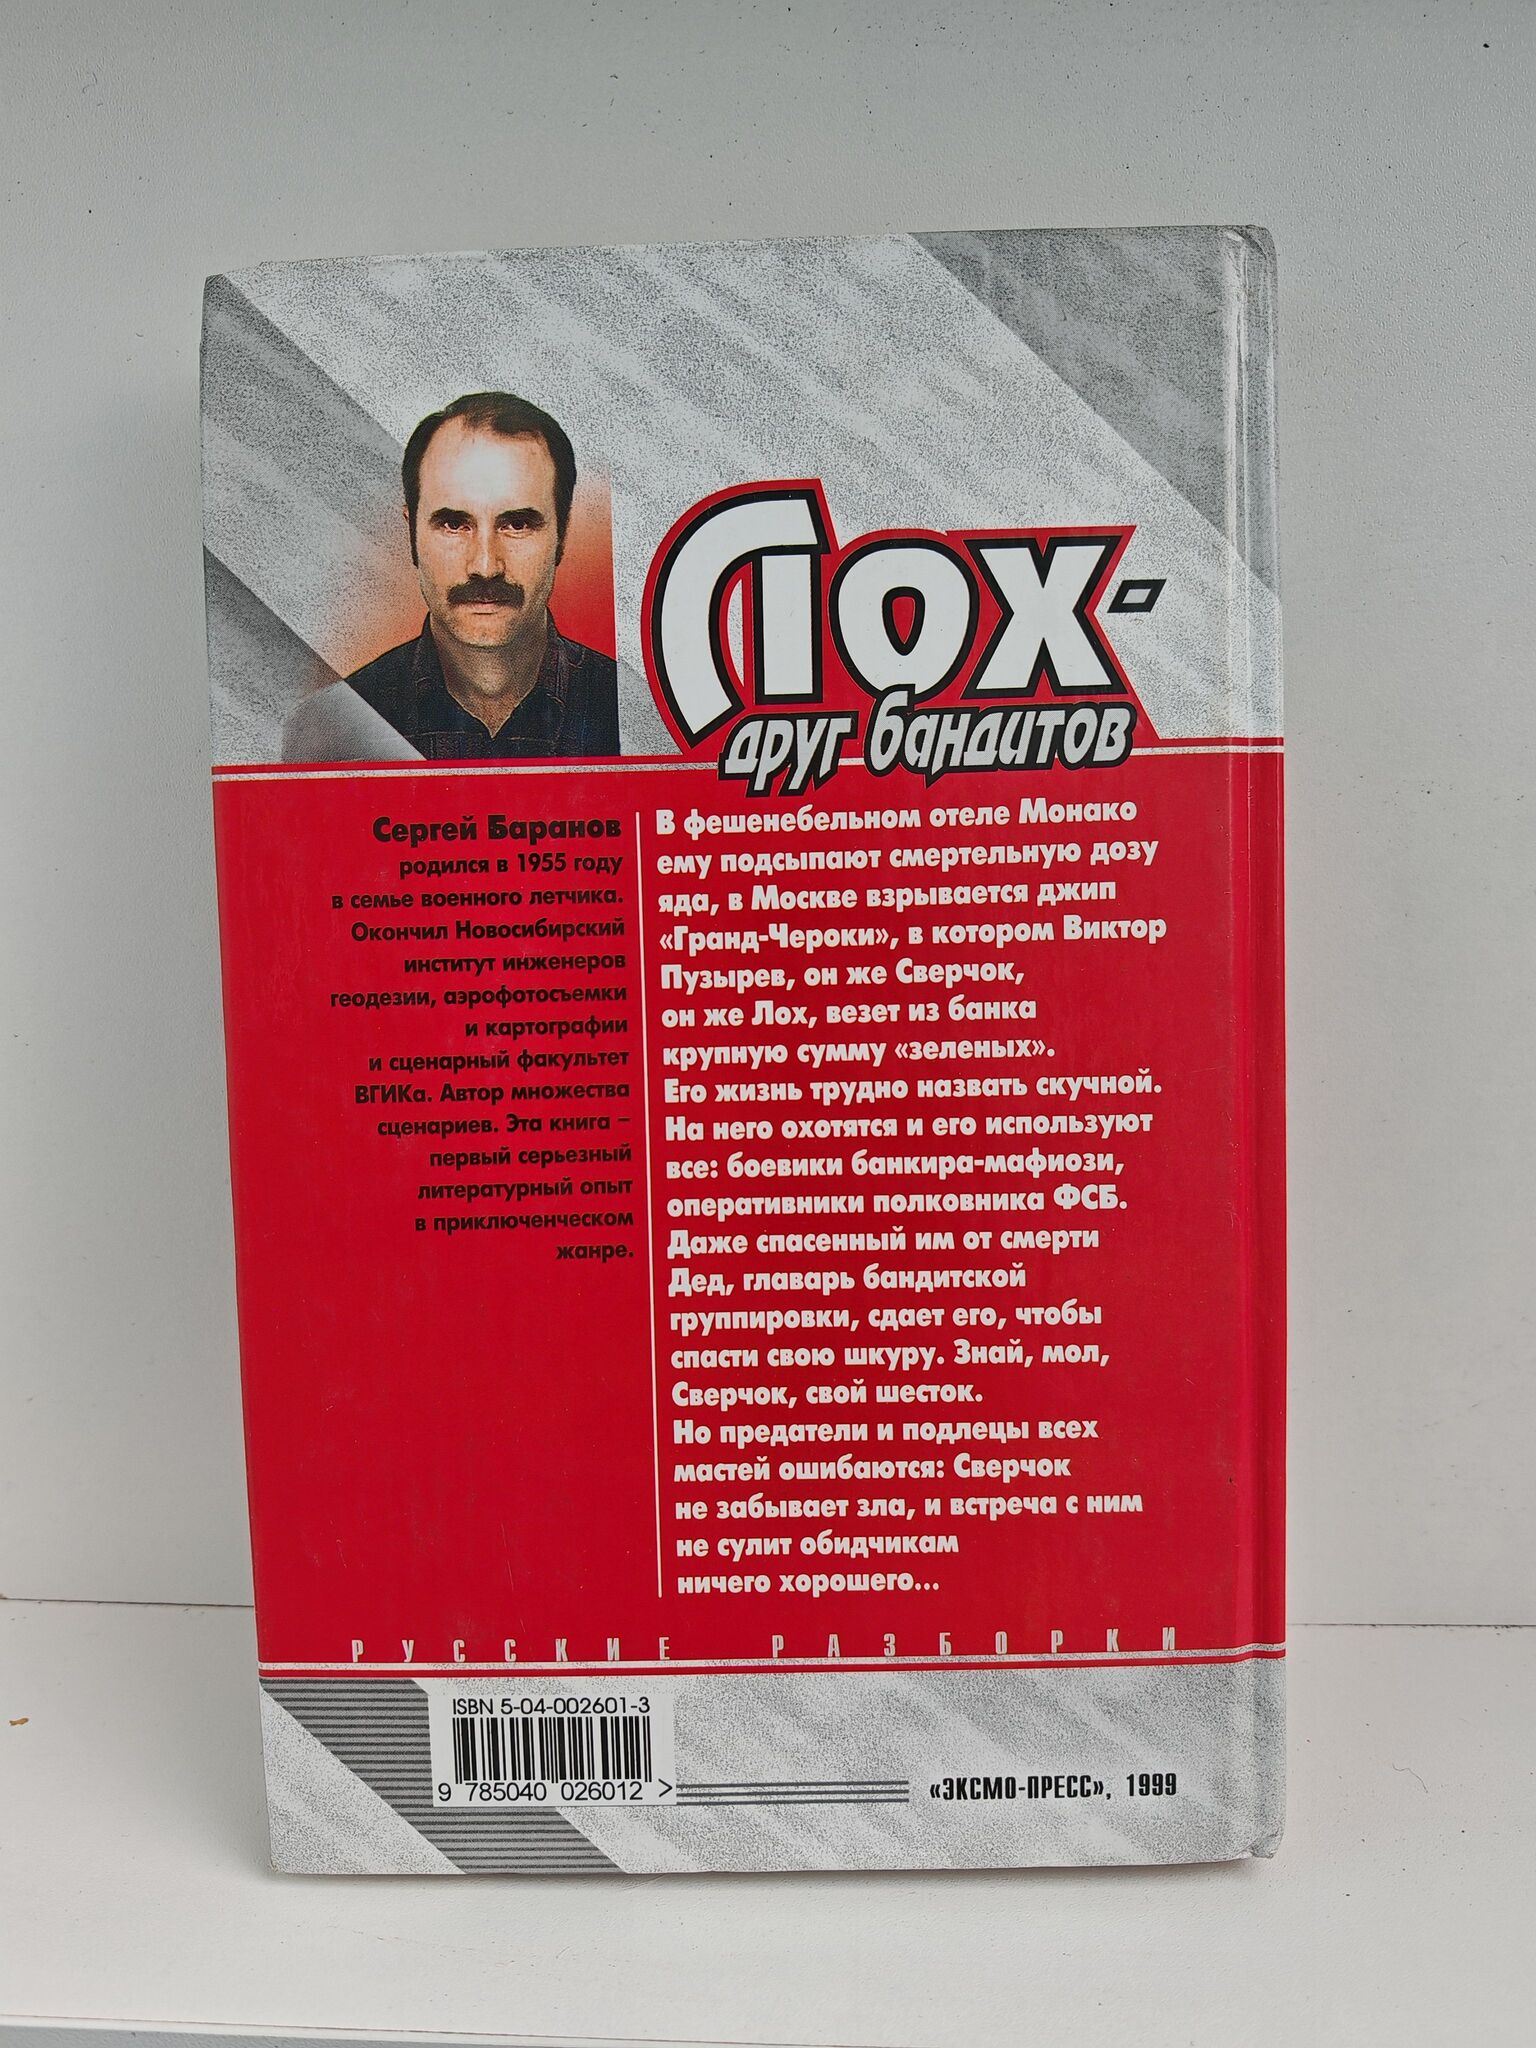 Лох-
друг бандитов
Сергей Баранов
родился в 1955 году
в семье военного летчика.
Окончил Новосибирский
институт инженеров
геодезии, аэрофотосъемки
и картографии
и сценарный факультет
ВГИКа. Автор множества
сценариев. Эта книга –
первый серьезный
литературный опыт
в приключенческом
жанре.
В фешенебельном отеле Монако
ему подсыпают смертельную дозу
яда, в Москве взрывается джип
«Гранд-Чероки», в котором Виктор
Пузырев, он же Сверчок,
он же Лох, везет из банка
крупную сумму «зеленых».
Его жизнь трудно назвать скучной.
На него охотятся и его используют
все: боевики банкира-мафиози,
оперативники полковника ФСБ.
Даже спасенный им от смерти
Дед, главарь бандитской
группировки, сдает его, чтобы
спасти свою шкуру. Знай, мол,
Сверчок, свой шесток.
Но предатели и подлецы всех
мастей ошибаются: Сверчок
не забывает зла, и встреча с ним
не сулит обидчикам
ничего хорошего...
РУССКИЕ РАЗБОРКИ
ISBN 5-04-002601-3
9 785040 026012 >
«ЭКСМО-ПРЕСС», 1999